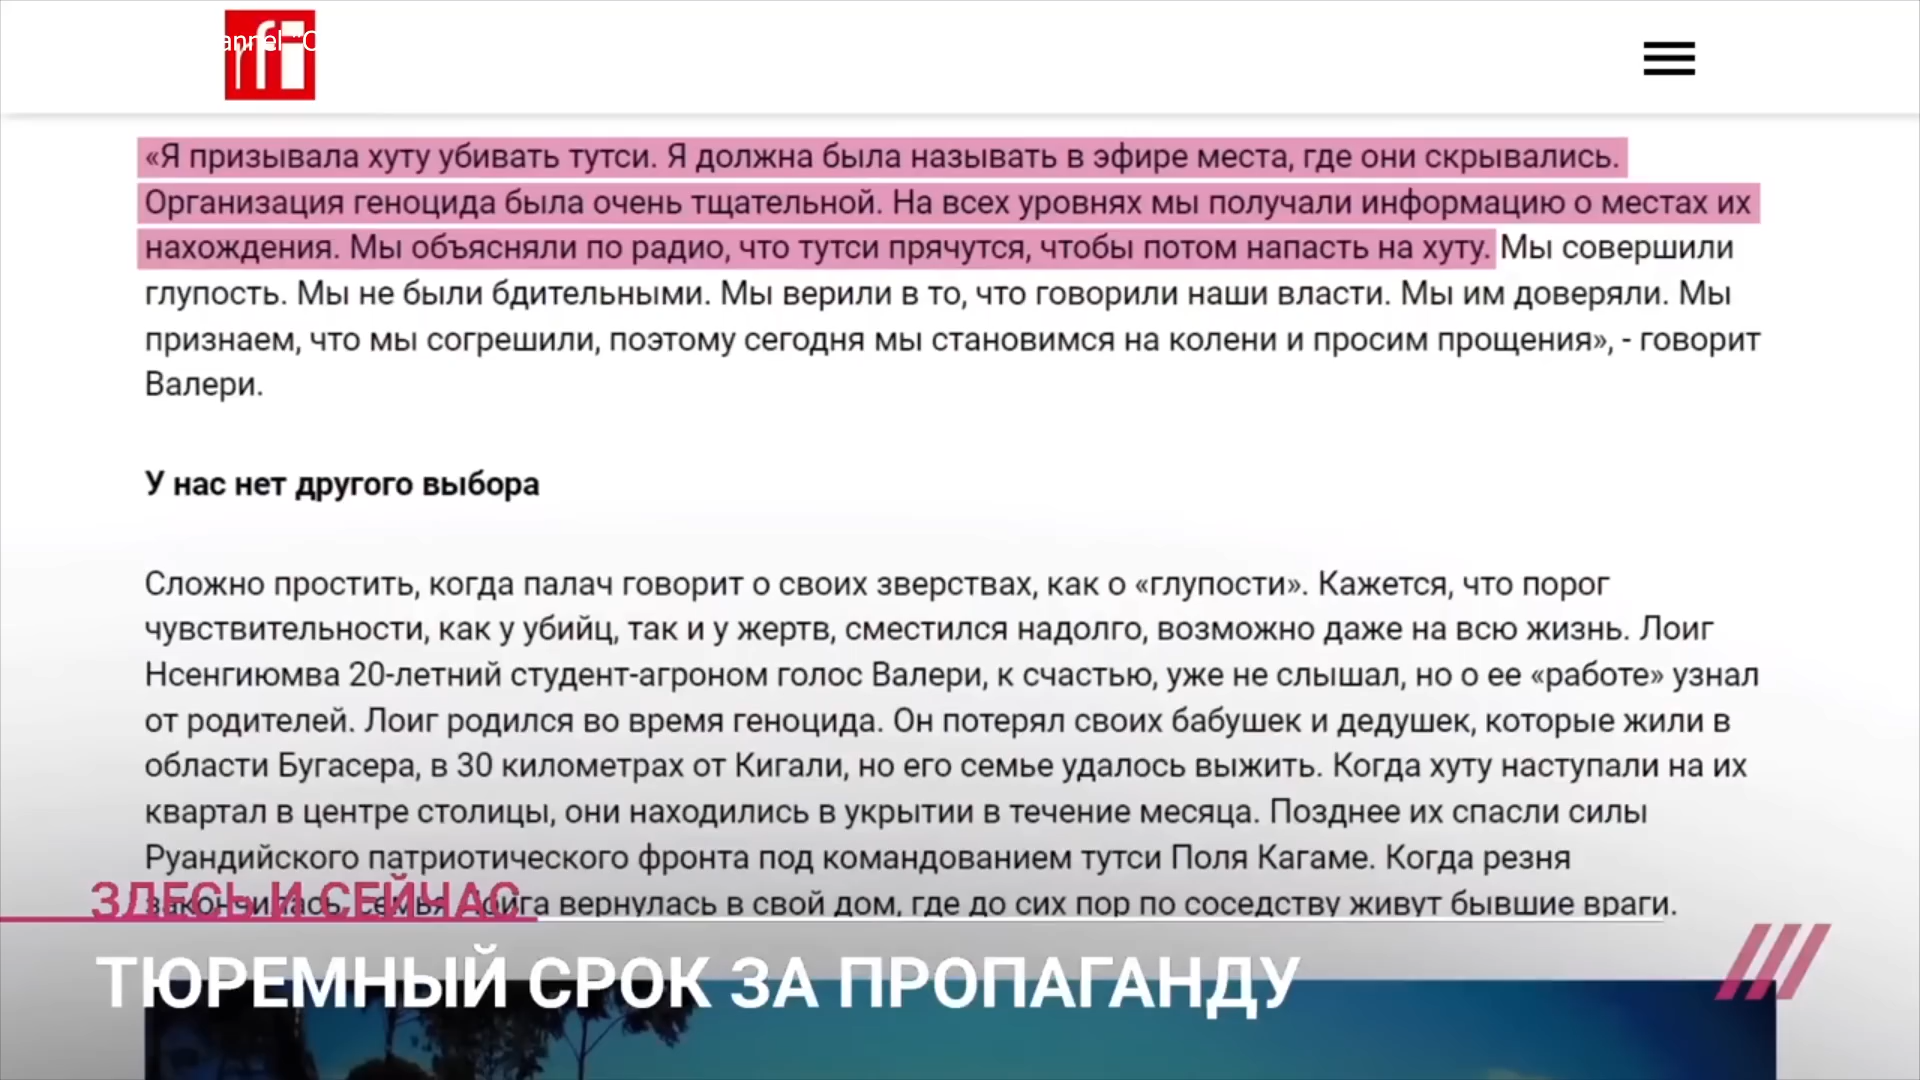 rfi
annel "C
«Я призывала хуту убивать тутси. Я должна была называть в эфире места, где они скрывались.
Организация геноцида была очень тщательной. На всех уровнях мы получали информацию о местах их
нахождения. Мы объясняли по радио, что тутси прячутся, чтобы потом напасть на хуту. Мы совершили
глупость. Мы не были бдительными. Мы верили в то, что говорили наши власти. Мы им доверяли. Мы
признаем, что мы согрешили, поэтому сегодня мы становимся на колени и просим прощения», - говорит
Валери.
У нас нет другого выбора
Сложно простить, когда палач говорит о своих зверствах, как о «глупости». Кажется, что порог
чувствительности, как у убийц, так и у жертв, сместился надолго, возможно даже на всю жизнь. Лоиг
Нсенгиюмва 20-летний студент-агроном голос Валери, к счастью, уже не слышал, но о ее «работе» узнал
от родителей. Лоиг родился во время геноцида. Он потерял своих бабушек и дедушек, которые жили в
области Бугасера, в 30 километрах от Кигали, но его семье удалось выжить. Когда хуту наступали на их
квартал в центре столицы, они находились в укрытии в течение месяца. Позднее их спасли силы
Руандийского патриотического фронта под командованием тутси Поля Кагаме. Когда резня
закончилась, семья Лоига вернулась в свой дом, где до сих пор по соседству живут бывшие враги.
ЗДЕСЬ И СЕЙЧАС
ТЮРЕМНЫЙ СРОК ЗА ПРОПАГАНДУ